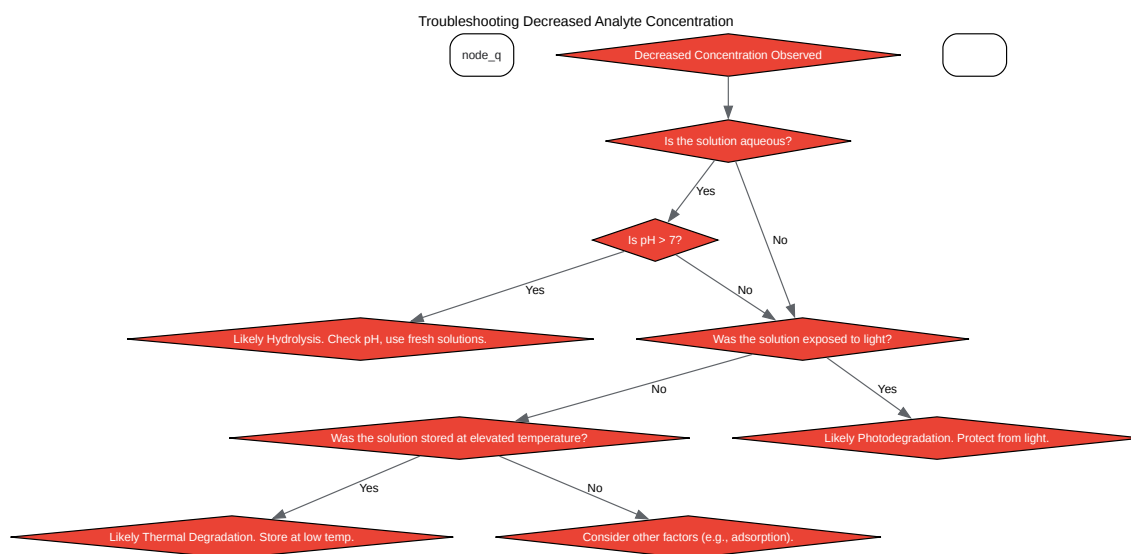 Troubleshooting Decreased Analyte Concentration
node_q
Decreased Concentration Observed
Is the solution aqueous?
Yes
Is pH > 7?
No
Yes
No
Likely Hydrolysis. Check pH, use fresh solutions.
Was the solution exposed to light?
No
Yes
Was the solution stored at elevated temperature?
Likely Photodegradation. Protect from light.
Yes
No
Likely Thermal Degradation. Store at low temp.
Consider other factors (e.g., adsorption).